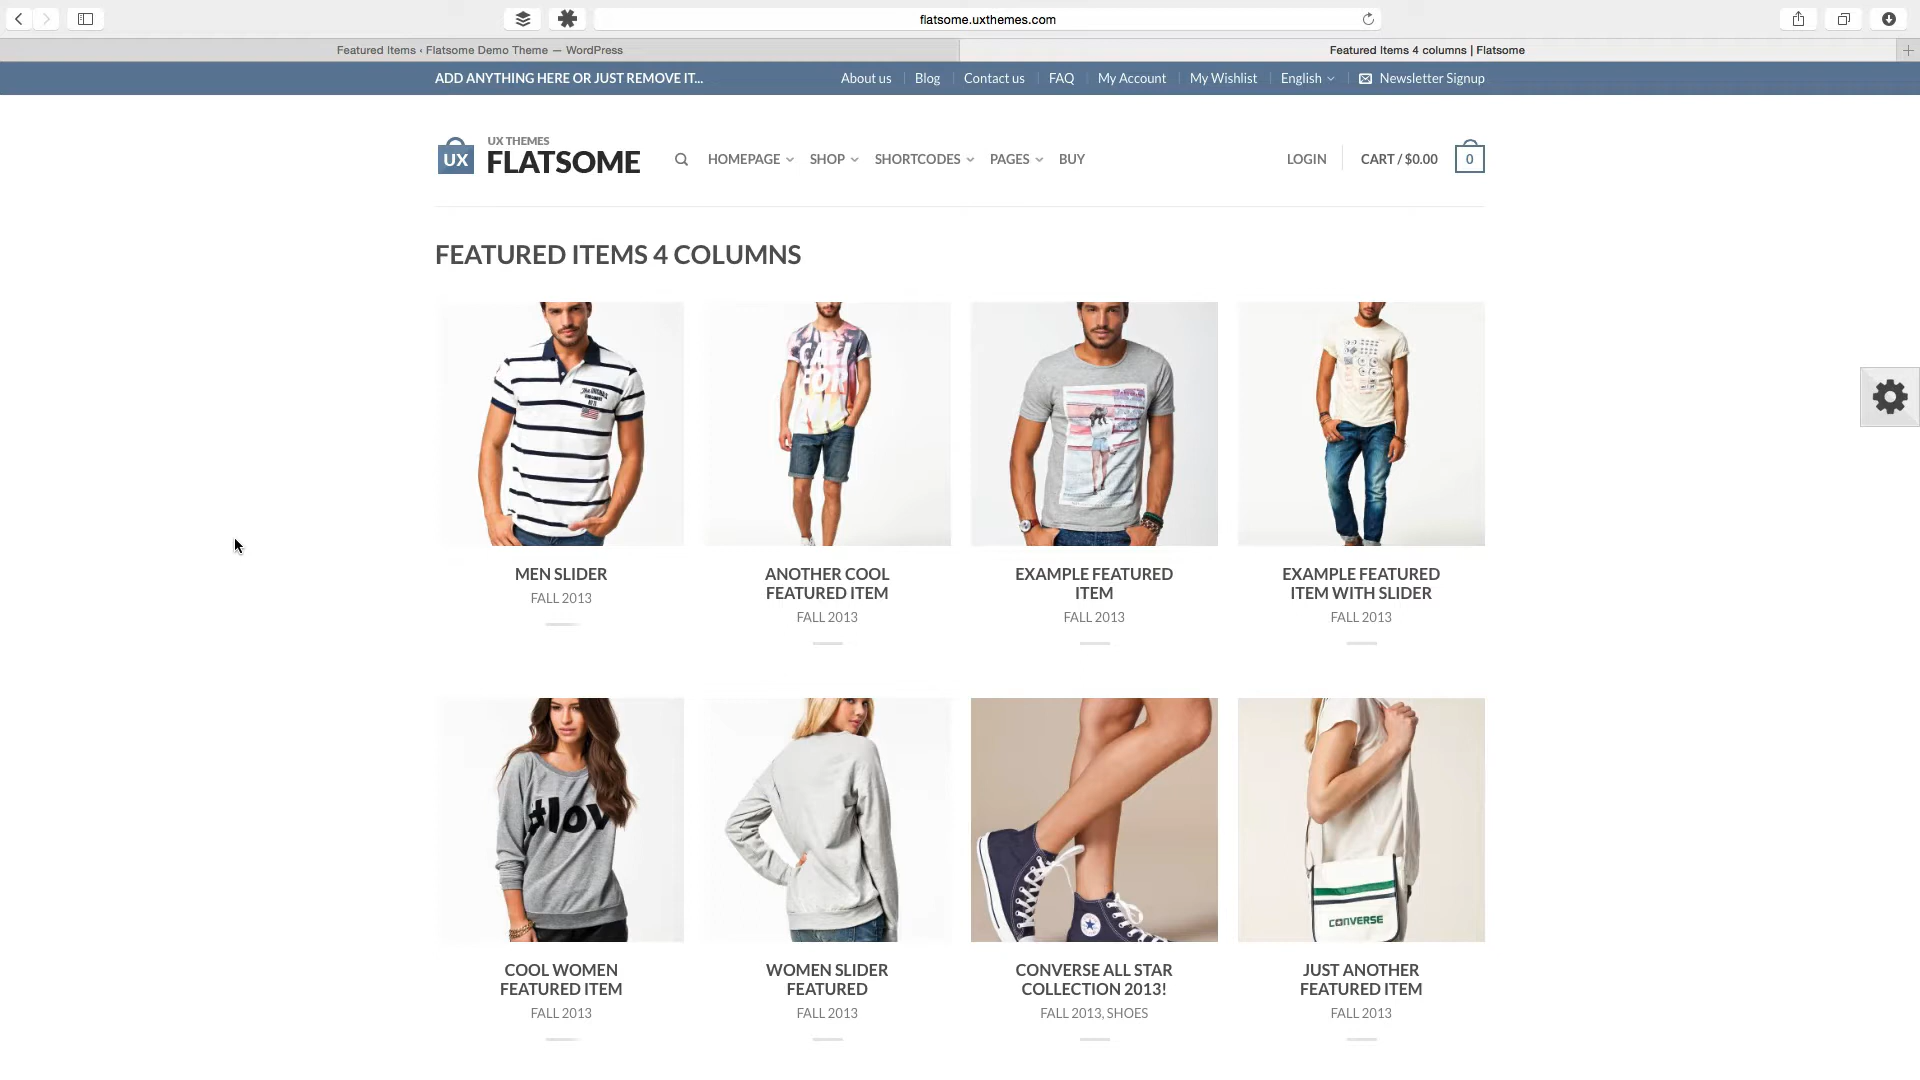 flatsome.uxthemes.com
Featured Items ‹ Flatsome Demo Theme — WordPress
Featured Items 4 columns | Flatsome
ADD ANYTHING HERE OR JUST REMOVE IT...
About us
Blog
Contact us
FAQ
My Account
My Wishlist
English
Newsletter Signup
UX
UX THEMES
FLATSOME
HOMEPAGE
SHOP
SHORTCODES
PAGES
BUY
LOGIN
CART / $0.00
0
FEATURED ITEMS 4 COLUMNS
CALI
FOR
MEN SLIDER
FALL 2013
ANOTHER COOL
FEATURED ITEM
FALL 2013
EXAMPLE FEATURED
ITEM
FALL 2013
EXAMPLE FEATURED
ITEM WITH SLIDER
FALL 2013
#lov
CONVERSE
COOL WOMEN
FEATURED ITEM
FALL 2013
WOMEN SLIDER
FEATURED
FALL 2013
CONVERSE ALL STAR
COLLECTION 2013!
FALL 2013, SHOES
JUST ANOTHER
FEATURED ITEM
FALL 2013